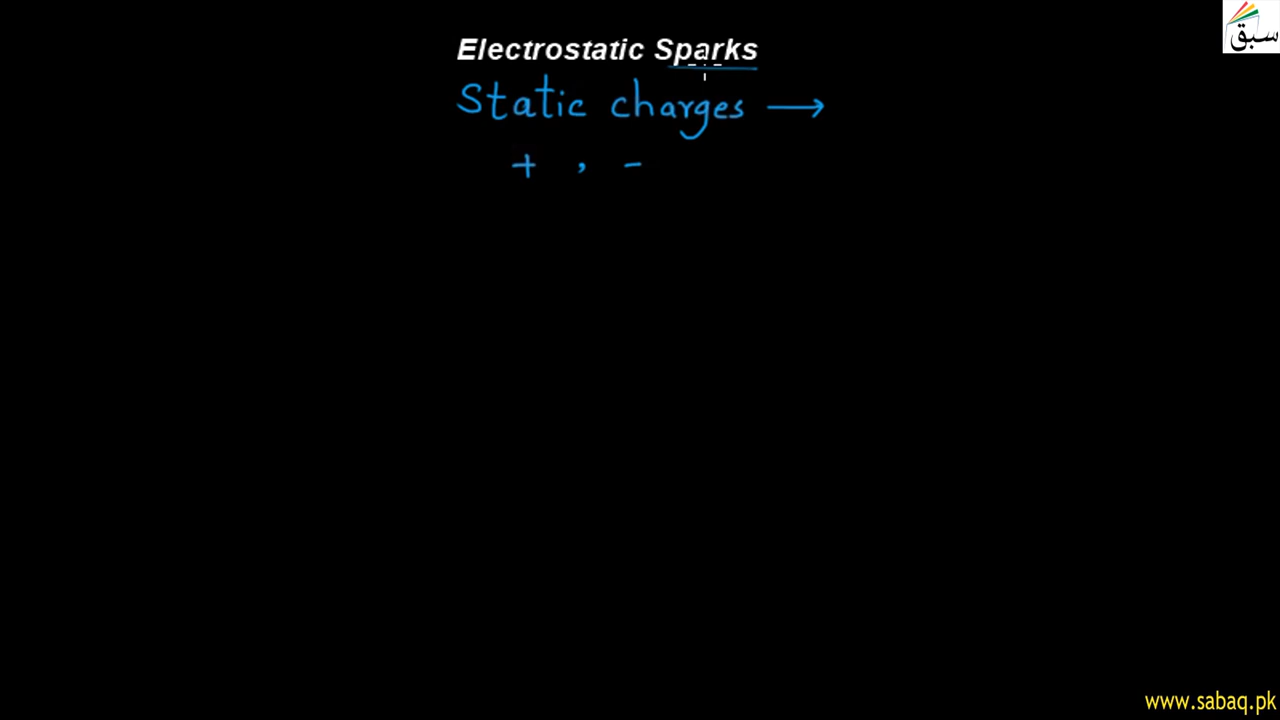 سبق
Electrostatic Sparks
Static charges →
+ , -
www.sabaq.pk